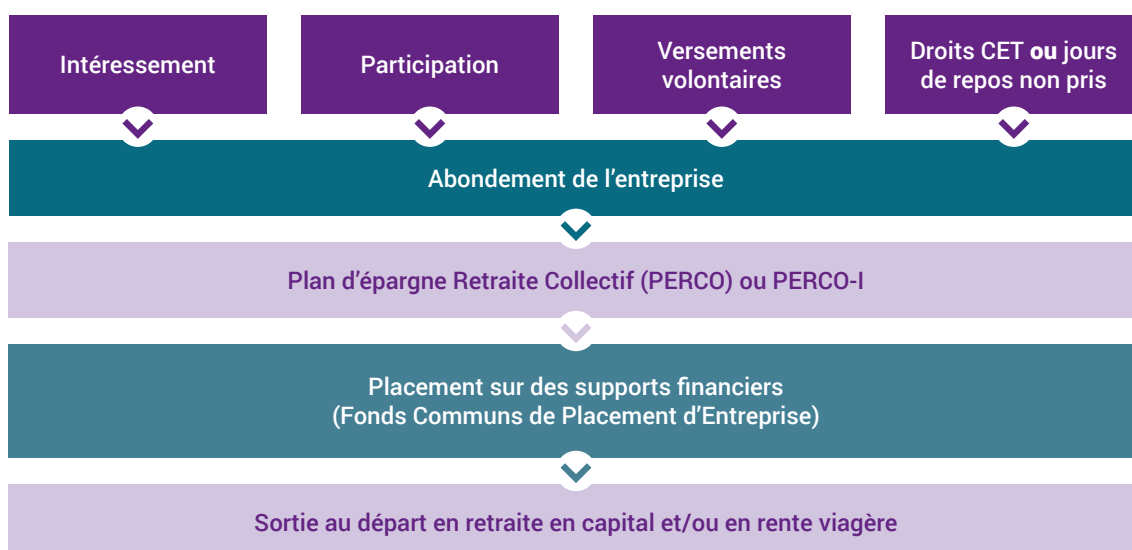 Intéressement
Participation
Versements
volontaires
Droits CET ou jours
de repos non pris
Abondement de l'entreprise
Plan d'épargne Retraite Collectif (PERCO) ou PERCO-I
Placement sur des supports financiers
(Fonds Communs de Placement d'Entreprise)
Sortie au départ en retraite en capital et/ou en rente viagère